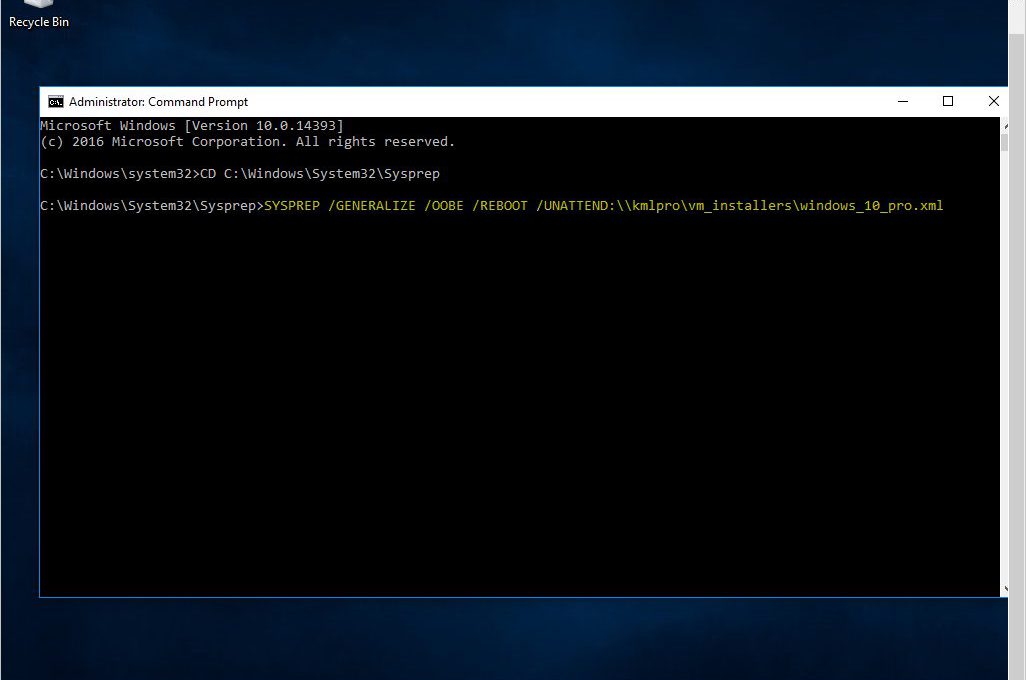 Recycle Bin
Administrator: Command Prompt
Microsoft Windows [Version 10.0.14393]
(c) 2016 Microsoft Corporation. All rights reserved.
C:\Windows\system32>CD C:\Windows\System32\Sysprep
C:\Windows\System32\Sysprep>SYSPREP /GENERALIZE /OOBE /REBOOT /UNATTEND:\\kmlpro\vm_installers\windows_10_pro.xml